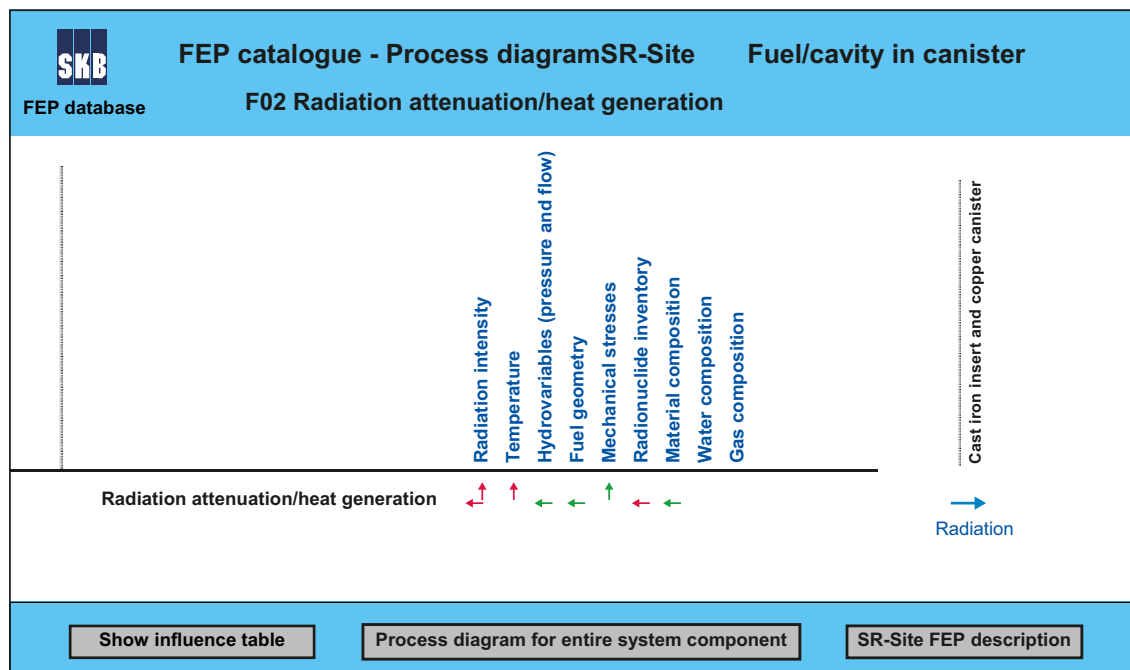 SKB
FEP database
FEP catalogue - Process diagramSR-Site Fuel/cavity in canister
F02 Radiation attenuation/heat generation
Radiation intensity
Temperature
Hydrovariables (pressure and flow)
Fuel geometry
Mechanical stresses
Radionuclide inventory
Material composition
Water composition
Gas composition
Cast iron insert and copper canister
Radiation attenuation/heat generation
Radiation
Show influence table
Process diagram for entire system component
SR-Site FEP description